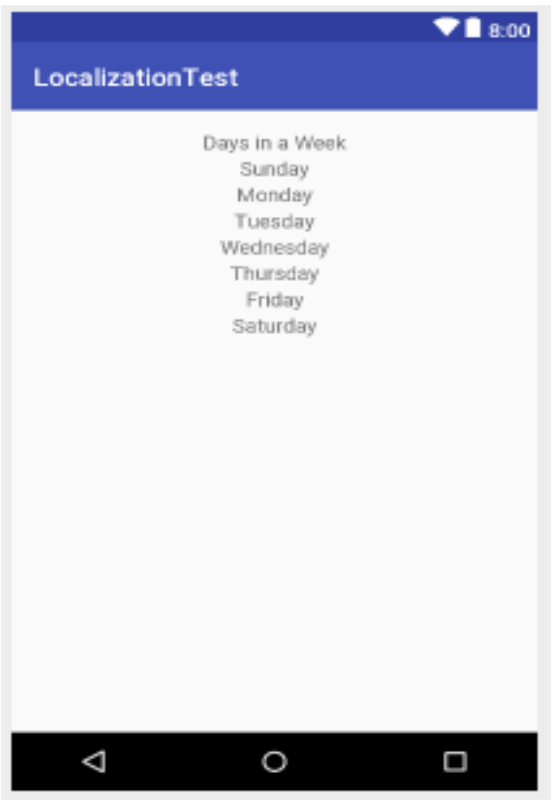 8:00
LocalizationTest
Days in a Week
Sunday
Monday
Tuesday
Wednesday
Thursday
Friday
Saturday